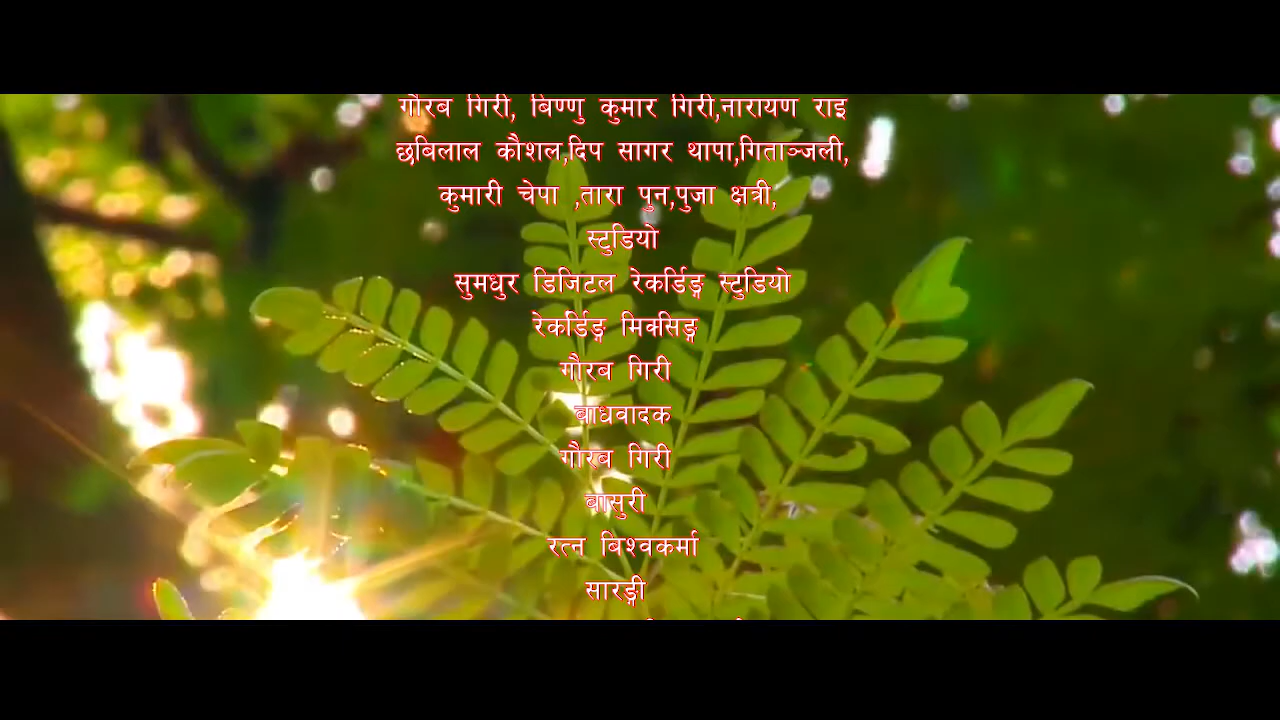 गौरब गिरी, बिण्णु कुमार गिरी,नारायण राइ
छबिलाल कौशल,दिप सागर थापा,गिताञ्जली,
कुमारी चेपा ,तारा पुन,पुजा क्षत्री,
स्टुडियो
सुमधुर डिजिटल रेकर्डिङ्ग स्टुडियो
रेकर्डिङ्ग मिक्सिङ्ग
गौरब गिरी
बाधवादक
गौरब गिरी
बासुरी
रत्न बिश्वकर्मा
सारङ्गी